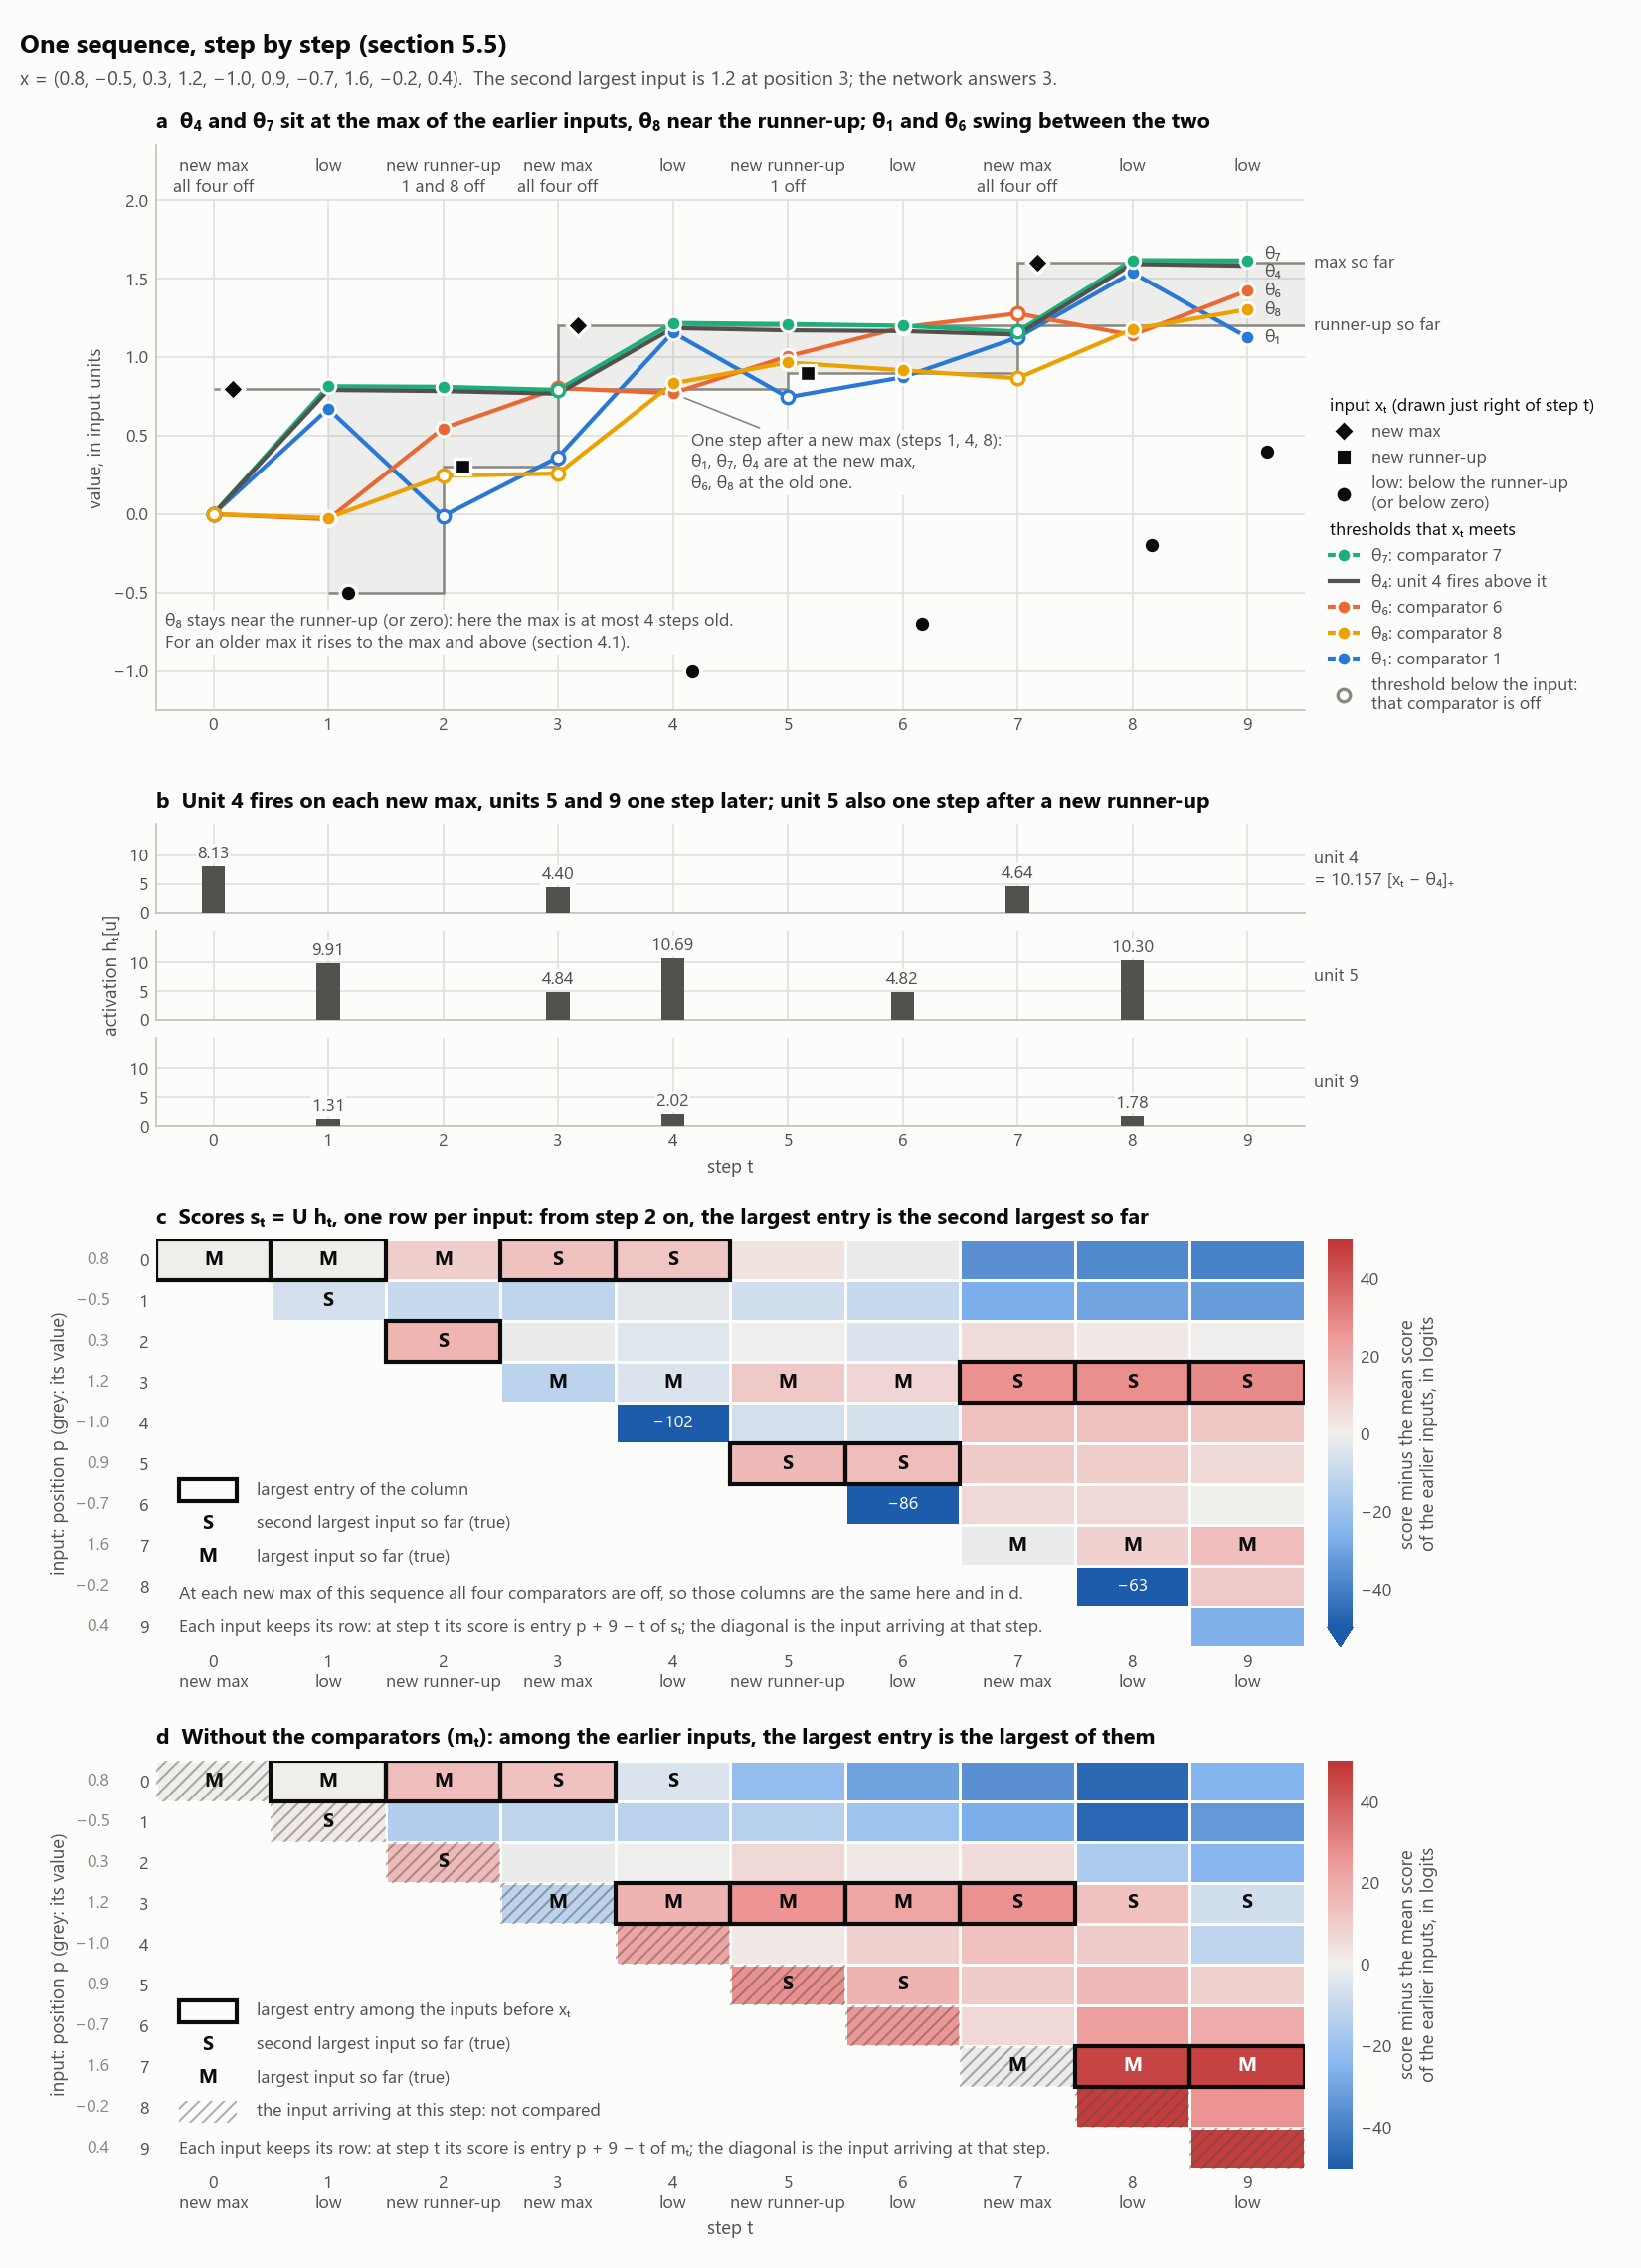 One sequence, step by step (section 5.5)
x = (0.8, −0.5, 0.3, 1.2, −1.0, 0.9, −0.7, 1.6, −0.2, 0.4).  The second largest input is 1.2 at position 3; the network answers 3.
a  θ₄ and θ₇ sit at the max of the earlier inputs, θ₈ near the runner-up; θ₁ and θ₆ swing between the two
new max low new runner-up new max low new runner-up low new max low low
all four off 1 and 8 off all four off 1 off all four off
2.0
1.5
1.0
0.5
0.0
−0.5
−1.0
value, in input units
θ₇
max so far
θ₄
θ₆
θ₈
runner-up so far
θ₁
One step after a new max (steps 1, 4, 8):
θ₁, θ₇, θ₄ are at the new max,
θ₆, θ₈ at the old one.
θ₈ stays near the runner-up (or zero): here the max is at most 4 steps old.
For an older max it rises to the max and above (section 4.1).
input xₜ (drawn just right of step t)
new max
new runner-up
low: below the runner-up
(or below zero)
thresholds that xₜ meets
θ₇: comparator 7
θ₄: unit 4 fires above it
θ₆: comparator 6
θ₈: comparator 8
θ₁: comparator 1
threshold below the input:
that comparator is off
0 1 2 3 4 5 6 7 8 9
b  Unit 4 fires on each new max, units 5 and 9 one step later; unit 5 also one step after a new runner-up
activation hₜ[u]
10
5
0
8.13 4.40 4.64
unit 4
= 10.157 [xₜ − θ₄]₊
10
5
0
9.91 4.84 10.69 4.82 10.30
unit 5
10
5
0
1.31 2.02 1.78
unit 9
0 1 2 3 4 5 6 7 8 9
step t
c  Scores sₜ = U hₜ, one row per input: from step 2 on, the largest entry is the second largest so far
input: position p (grey: its value)
0.8 0 M M M S S
−0.5 1 S
0.3 2 S
1.2 3 M M M M S S S
−1.0 4 −102
0.9 5 S S
−0.7 6 −86
1.6 7 M M M
−0.2 8 −63
0.4 9
largest entry of the column
S second largest input so far (true)
M largest input so far (true)
At each new max of this sequence all four comparators are off, so those columns are the same here and in d.
Each input keeps its row: at step t its score is entry p + 9 − t of sₜ; the diagonal is the input arriving at that step.
0 1 2 3 4 5 6 7 8 9
new max low new runner-up new max low new runner-up low new max low low
40
20
0
−20
−40
score minus the mean score
of the earlier inputs, in logits
d  Without the comparators (mₜ): among the earlier inputs, the largest entry is the largest of them
input: position p (grey: its value)
0.8 0 M M M S S
−0.5 1 S
0.3 2 S
1.2 3 M M M M S S S
−1.0 4
0.9 5 S S
−0.7 6
1.6 7 M M M
−0.2 8
0.4 9
largest entry among the inputs before xₜ
S second largest input so far (true)
M largest input so far (true)
the input arriving at this step: not compared
Each input keeps its row: at step t its score is entry p + 9 − t of mₜ; the diagonal is the input arriving at that step.
0 1 2 3 4 5 6 7 8 9
new max low new runner-up new max low new runner-up low new max low low
step t
40
20
0
−20
−40
score minus the mean score
of the earlier inputs, in logits